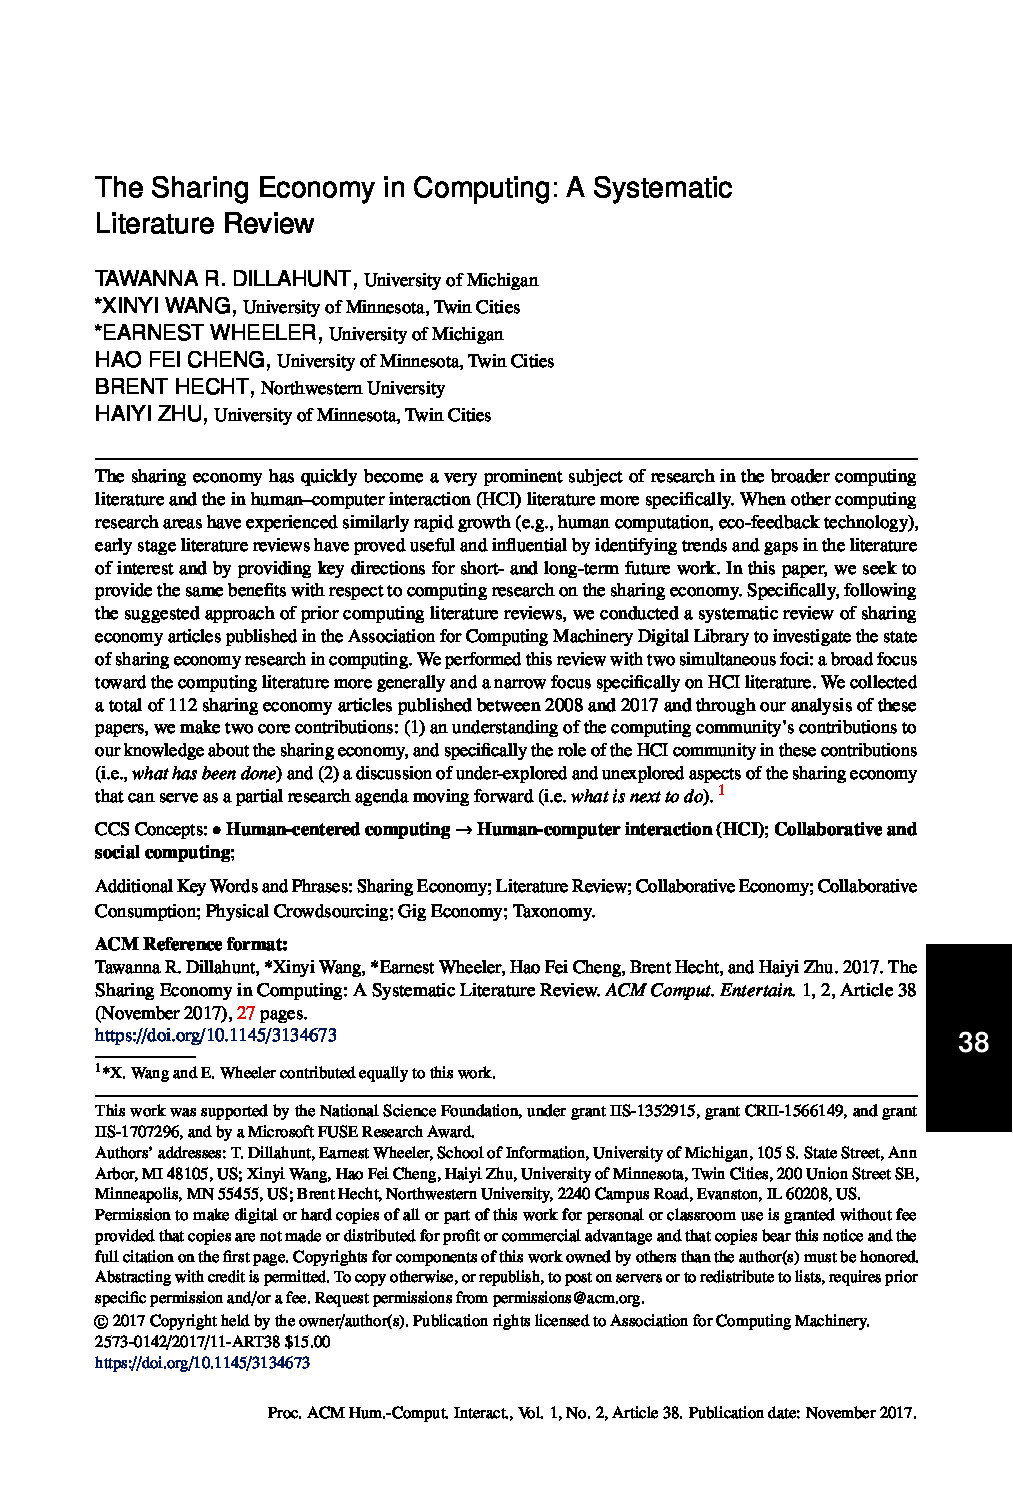 The Sharing Economy in Computing: A Systematic
Literature Review
TAWANNA R. DILLAHUNT, University of Michigan
*XINYI WANG, University of Minnesota, Twin Cities
*EARNEST WHEELER, University of Michigan
HAO FEI CHENG, University of Minnesota, Twin Cities
BRENT HECHT, Northwestern University
HAIYI ZHU, University of Minnesota, Twin Cities
The sharing economy has quickly become a very prominent subject of research in the broader computing
literature and the in human–computer interaction (HCI) literature more specifically. When other computing
research areas have experienced similarly rapid growth (e.g., human computation, eco-feedback technology),
early stage literature reviews have proved useful and influential by identifying trends and gaps in the literature
of interest and by providing key directions for short- and long-term future work. In this paper, we seek to
provide the same benefits with respect to computing research on the sharing economy. Specifically, following
the suggested approach of prior computing literature reviews, we conducted a systematic review of sharing
economy articles published in the Association for Computing Machinery Digital Library to investigate the state
of sharing economy research in computing. We performed this review with two simultaneous foci: a broad focus
toward the computing literature more generally and a narrow focus specifically on HCI literature. We collected
a total of 112 sharing economy articles published between 2008 and 2017 and through our analysis of these
papers, we make two core contributions: (1) an understanding of the computing community's contributions to
our knowledge about the sharing economy, and specifically the role of the HCI community in these contributions
(i.e., what has been done) and (2) a discussion of under-explored and unexplored aspects of the sharing economy
that can serve as a partial research agenda moving forward (i.e. what is next to do). 1
CCS Concepts: • Human-centered computing → Human-computer interaction (HCI); Collaborative and
social computing;
Additional Key Words and Phrases: Sharing Economy; Literature Review; Collaborative Economy; Collaborative
Consumption; Physical Crowdsourcing; Gig Economy; Taxonomy.
ACM Reference format:
Tawanna R. Dillahunt, *Xinyi Wang, *Earnest Wheeler, Hao Fei Cheng, Brent Hecht, and Haiyi Zhu. 2017. The
Sharing Economy in Computing: A Systematic Literature Review. ACM Comput. Entertain. 1, 2, Article 38
(November 2017), 27 pages.
https://doi.org/10.1145/3134673
38
1*X. Wang and E. Wheeler contributed equally to this work.
This work was supported by the National Science Foundation, under grant IIS-1352915, grant CRII-1566149, and grant
IIS-1707296, and by a Microsoft FUSE Research Award.
Authors' addresses: T. Dillahunt, Earnest Wheeler, School of Information, University of Michigan, 105 S. State Street, Ann
Arbor, MI 48105, US; Xinyi Wang, Hao Fei Cheng, Haiyi Zhu, University of Minnesota, Twin Cities, 200 Union Street SE,
Minneapolis, MN 55455, US; Brent Hecht, Northwestern University, 2240 Campus Road, Evanston, IL 60208, US.
Permission to make digital or hard copies of all or part of this work for personal or classroom use is granted without fee
provided that copies are not made or distributed for profit or commercial advantage and that copies bear this notice and the
full citation on the first page. Copyrights for components of this work owned by others than the author(s) must be honored.
Abstracting with credit is permitted. To copy otherwise, or republish, to post on servers or to redistribute to lists, requires prior
specific permission and/or a fee. Request permissions from permissions@acm.org.
© 2017 Copyright held by the owner/author(s). Publication rights licensed to Association for Computing Machinery.
2573-0142/2017/11-ART38 $15.00
https://doi.org/10.1145/3134673
Proc. ACM Hum.-Comput. Interact., Vol. 1, No. 2, Article 38. Publication date: November 2017.